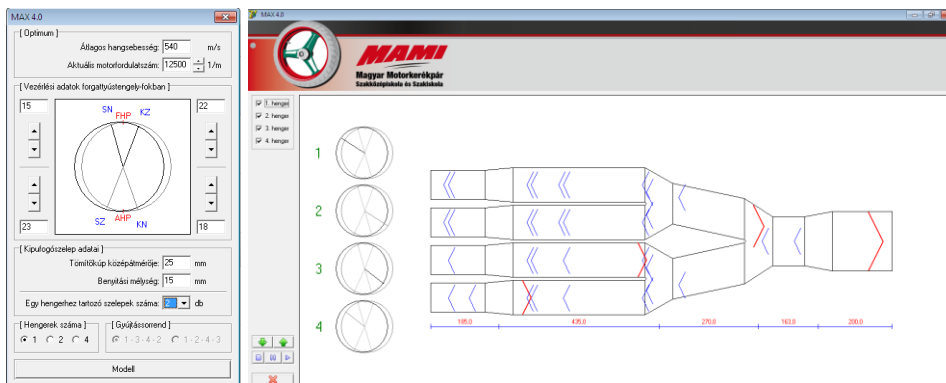 MAX 4.0
[ Optimum ]
Átlagos hangsebesség: 540 m/s
Aktuális motorfordulatszám: 12500 1/m
[ Vezérlési adatok forgattyústengely-fokban ]
15
22
SN
FHP
KZ
SZ
AHP
KN
23
18
[ Kipufogószelep adatai ]
Tömítőkúp középátmérője: 25 mm
Benyitási mélység: 15 mm
Egy hengerhez tartozó szelepek száma: 2 db
[ Hengerek száma ]
1 2 4
[ Gyújtássorrend ]
1 - 3 - 4 - 2 1 - 2 - 4 - 3
Modell
MAX 4.0
MAMI
Magyar Motorkerékpár
Szakközépiskola és Szakiskola
1. henger
2. henger
3. henger
4. henger
1
2
3
4
435,0
270,0
163,0
200,0